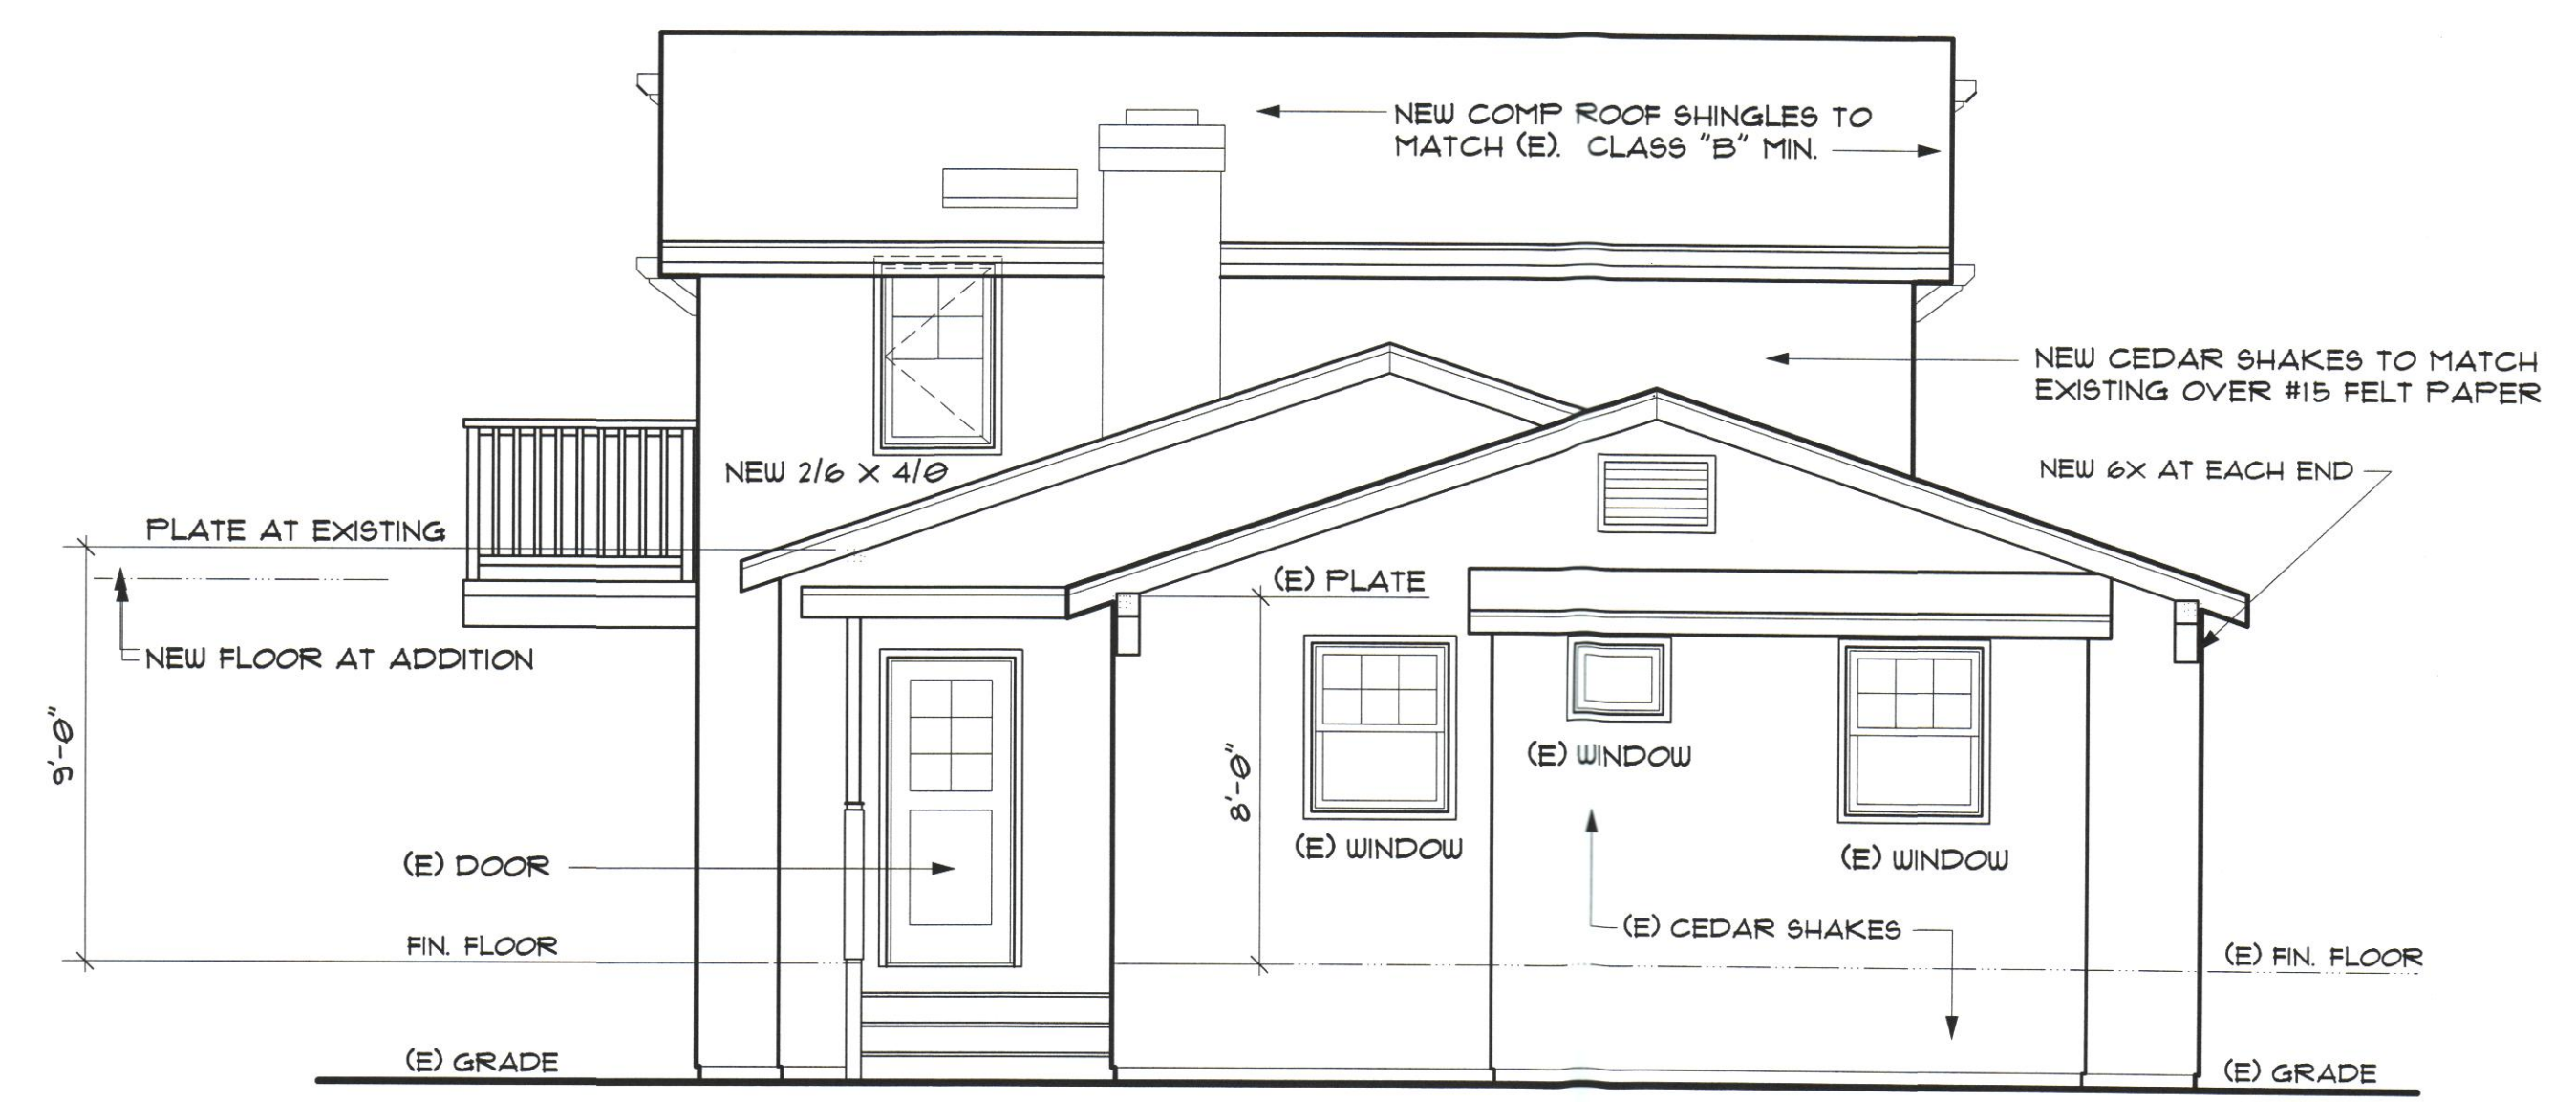 NEW COMP ROOF SHINGLES TO
MATCH (E). CLASS "B" MIN.
NEW CEDAR SHAKES TO MATCH
EXISTING OVER #15 FELT PAPER
NEW 6X AT EACH END
NEW 2/6 X 4/0
PLATE AT EXISTING
(E) PLATE
NEW FLOOR AT ADDITION
9'-0"
8'-0"
(E) WINDOW
(E) WINDOW
(E) WINDOW
(E) DOOR
(E) CEDAR SHAKES
FIN. FLOOR
(E) FIN. FLOOR
(E) GRADE
(E) GRADE